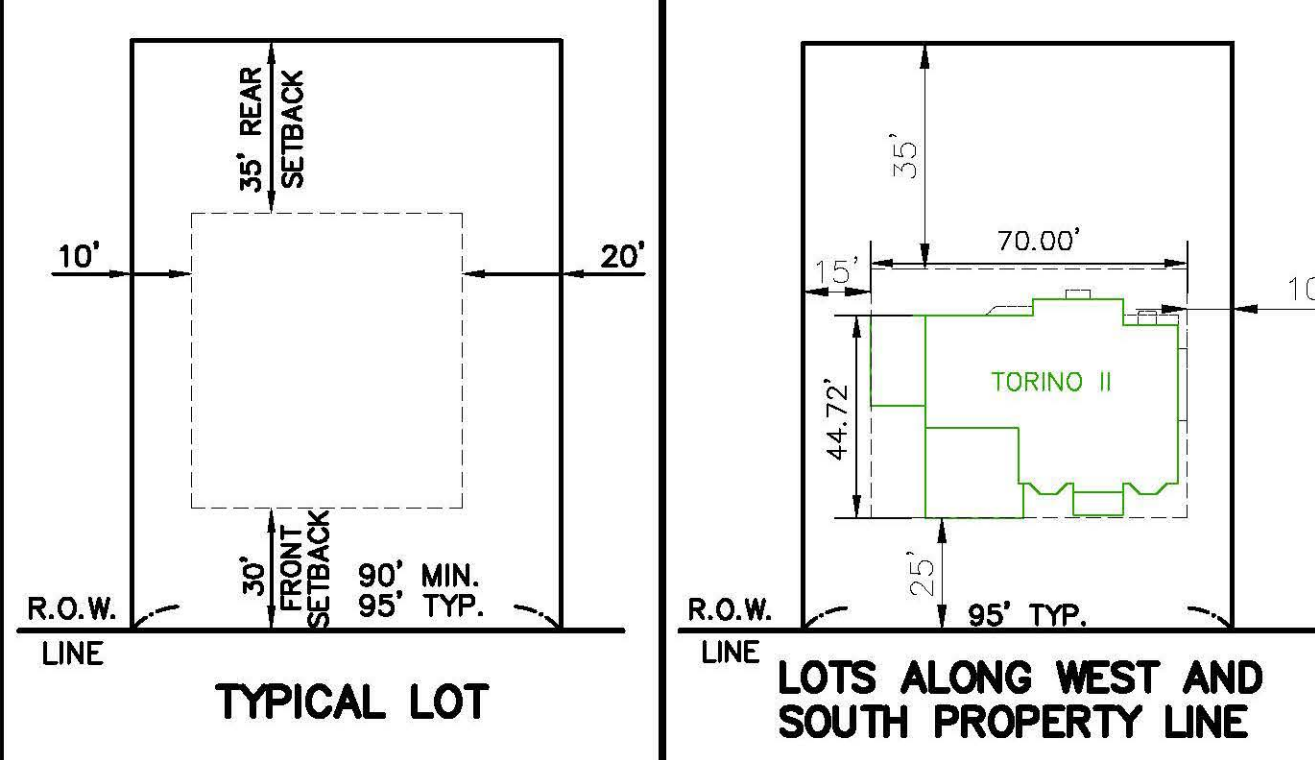 35' REAR
SETBACK
10'
20'
30'
FRONT
SETBACK
90' MIN.
95' TYP.
R.O.W.
LINE
TYPICAL LOT
35'
70.00'
15'
10
TORINO II
44.72'
25'
95' TYP.
R.O.W.
LINE
LOTS ALONG WEST AND
SOUTH PROPERTY LINE